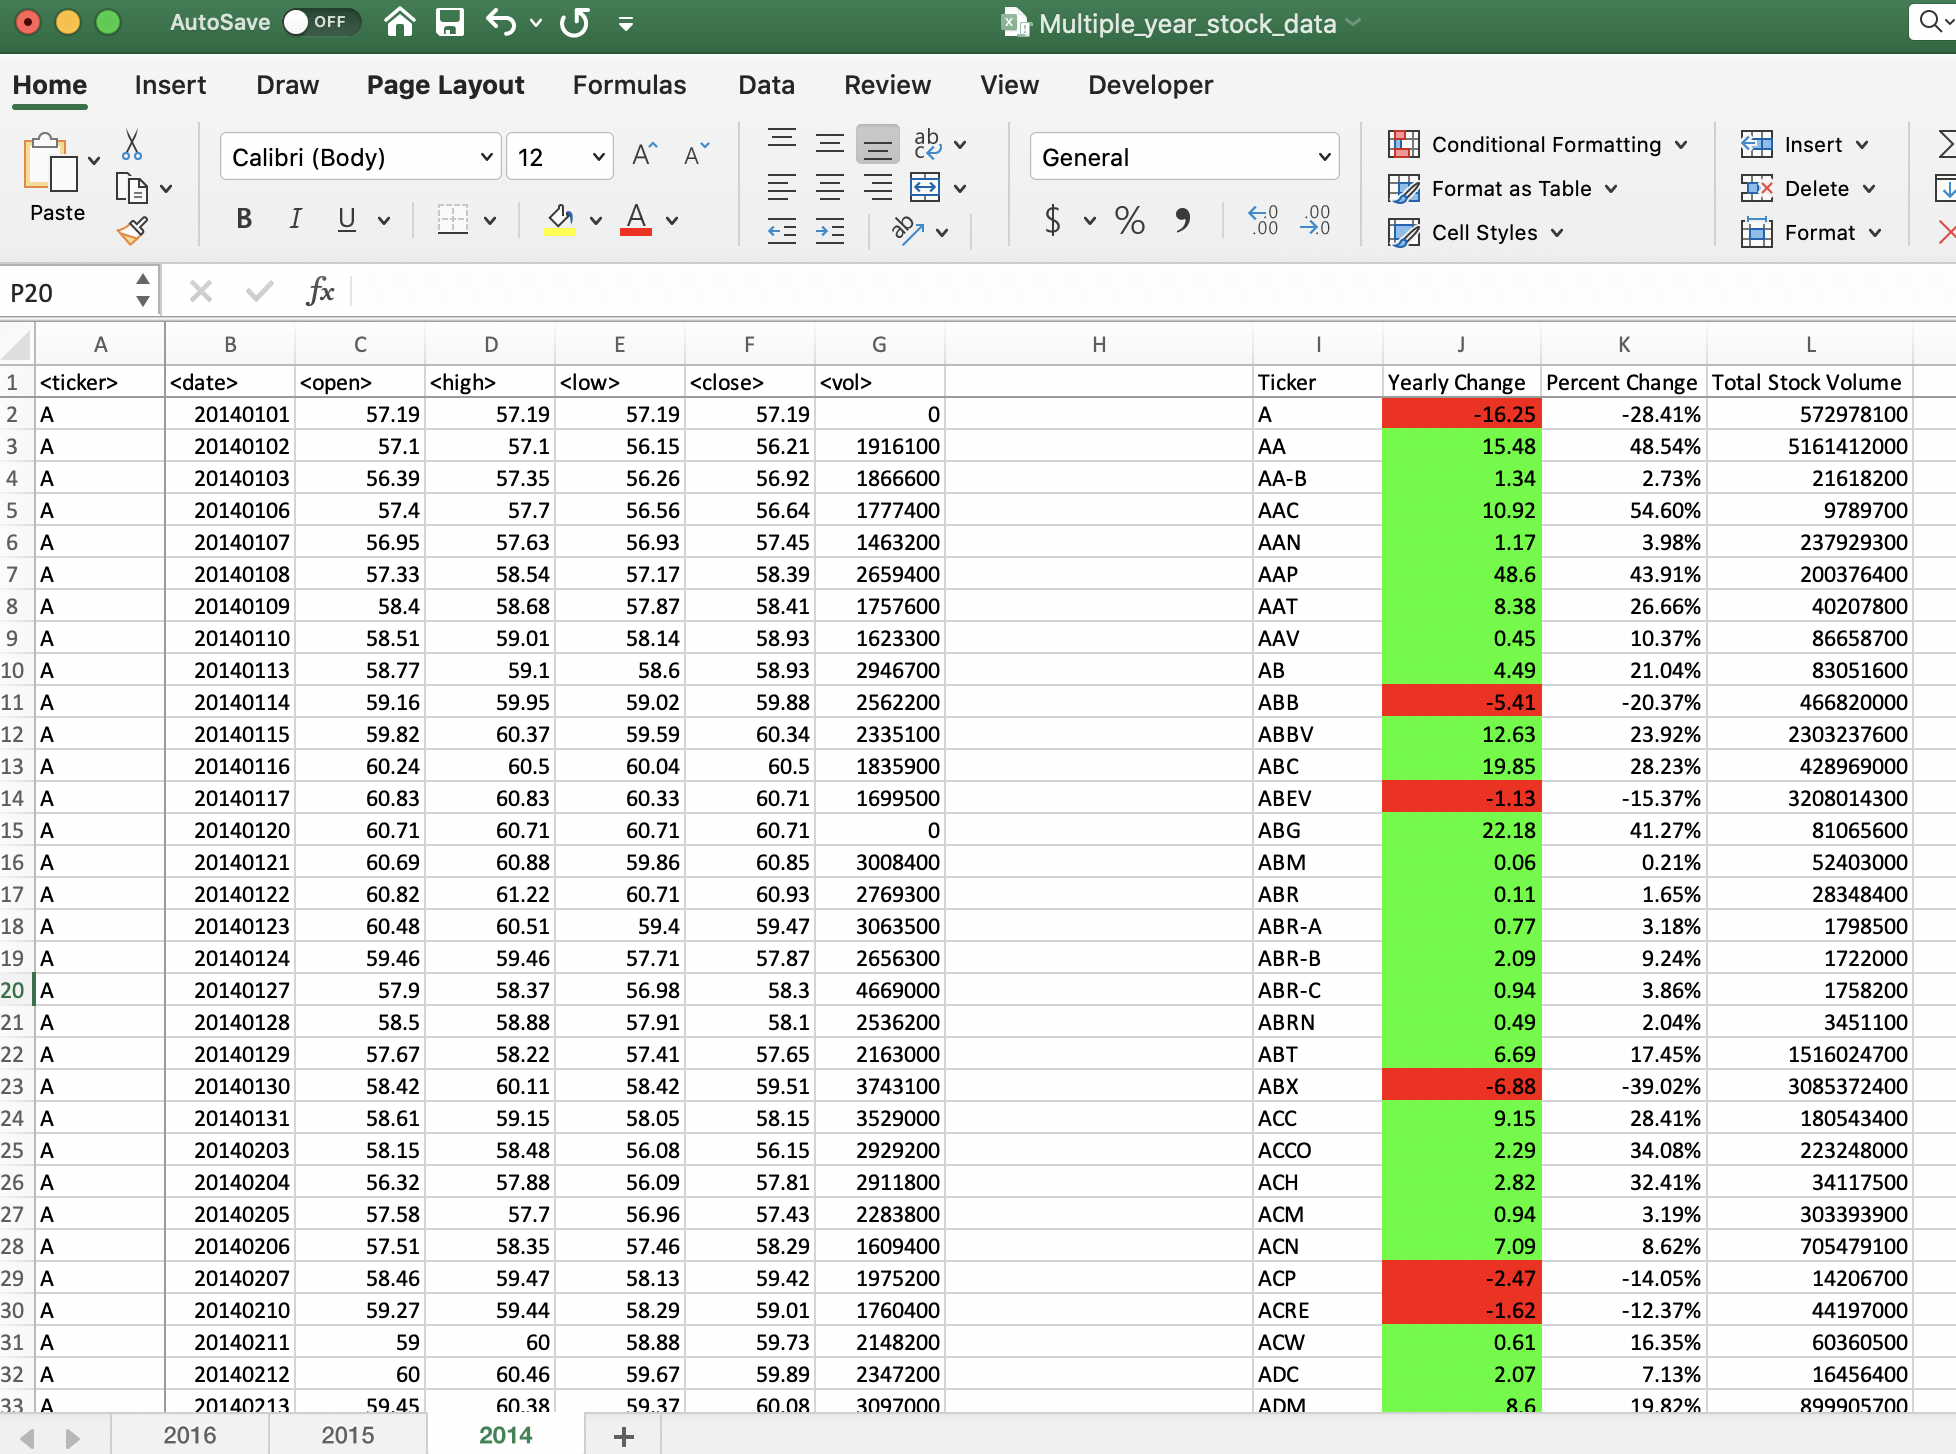 AutoSave OFF Multiple_year_stock_data
Home Insert Draw Page Layout Formulas Data Review View Developer
Paste
Calibri (Body) 12 A A
B I U A
ab
General
$ % ,
Conditional Formatting
Format as Table
Cell Styles
Insert
Delete
Format
P20 fx
A B C D E F G H I J K L
1 <ticker> <date> <open> <high> <low> <close> <vol> Ticker Yearly Change Percent Change Total Stock Volume
2 A 20140101 57.19 57.19 57.19 57.19 0 A -16.25 -28.41% 572978100
3 A 20140102 57.1 57.1 56.15 56.21 1916100 AA 15.48 48.54% 5161412000
4 A 20140103 56.39 57.35 56.26 56.92 1866600 AA-B 1.34 2.73% 21618200
5 A 20140106 57.4 57.7 56.56 56.64 1777400 AAC 10.92 54.60% 9789700
6 A 20140107 56.95 57.63 56.93 57.45 1463200 AAN 1.17 3.98% 237929300
7 A 20140108 57.33 58.54 57.17 58.39 2659400 AAP 48.6 43.91% 200376400
8 A 20140109 58.4 58.68 57.87 58.41 1757600 AAT 8.38 26.66% 40207800
9 A 20140110 58.51 59.01 58.14 58.93 1623300 AAV 0.45 10.37% 86658700
10 A 20140113 58.77 59.1 58.6 58.93 2946700 AB 4.49 21.04% 83051600
11 A 20140114 59.16 59.95 59.02 59.88 2562200 ABB -5.41 -20.37% 466820000
12 A 20140115 59.82 60.37 59.59 60.34 2335100 ABBV 12.63 23.92% 2303237600
13 A 20140116 60.24 60.5 60.04 60.5 1835900 ABC 19.85 28.23% 428969000
14 A 20140117 60.83 60.83 60.33 60.71 1699500 ABEV -1.13 -15.37% 3208014300
15 A 20140120 60.71 60.71 60.71 60.71 0 ABG 22.18 41.27% 81065600
16 A 20140121 60.69 60.88 59.86 60.85 3008400 ABM 0.06 0.21% 52403000
17 A 20140122 60.82 61.22 60.71 60.93 2769300 ABR 0.11 1.65% 28348400
18 A 20140123 60.48 60.51 59.4 59.47 3063500 ABR-A 0.77 3.18% 1798500
19 A 20140124 59.46 59.46 57.71 57.87 2656300 ABR-B 2.09 9.24% 1722000
20 A 20140127 57.9 58.37 56.98 58.3 4669000 ABR-C 0.94 3.86% 1758200
21 A 20140128 58.5 58.88 57.91 58.1 2536200 ABRN 0.49 2.04% 3451100
22 A 20140129 57.67 58.22 57.41 57.65 2163000 ABT 6.69 17.45% 1516024700
23 A 20140130 58.42 60.11 58.42 59.51 3743100 ABX -6.88 -39.02% 3085372400
24 A 20140131 58.61 59.15 58.05 58.15 3529000 ACC 9.15 28.41% 180543400
25 A 20140203 58.15 58.48 56.08 56.15 2929200 ACCO 2.29 34.08% 223248000
26 A 20140204 56.32 57.88 56.09 57.81 2911800 ACH 2.82 32.41% 34117500
27 A 20140205 57.58 57.7 56.96 57.43 2283800 ACM 0.94 3.19% 303393900
28 A 20140206 57.51 58.35 57.46 58.29 1609400 ACN 7.09 8.62% 705479100
29 A 20140207 58.46 59.47 58.13 59.42 1975200 ACP -2.47 -14.05% 14206700
30 A 20140210 59.27 59.44 58.29 59.01 1760400 ACRE -1.62 -12.37% 44197000
31 A 20140211 59 60 58.88 59.73 2148200 ACW 0.61 16.35% 60360500
32 A 20140212 60 60.46 59.67 59.89 2347200 ADC 2.07 7.13% 16456400
33 A 20140213 59.45 60.38 59.37 60.08 3097000 ADM 8.6 19.82% 899905700
2016 2015 2014 +